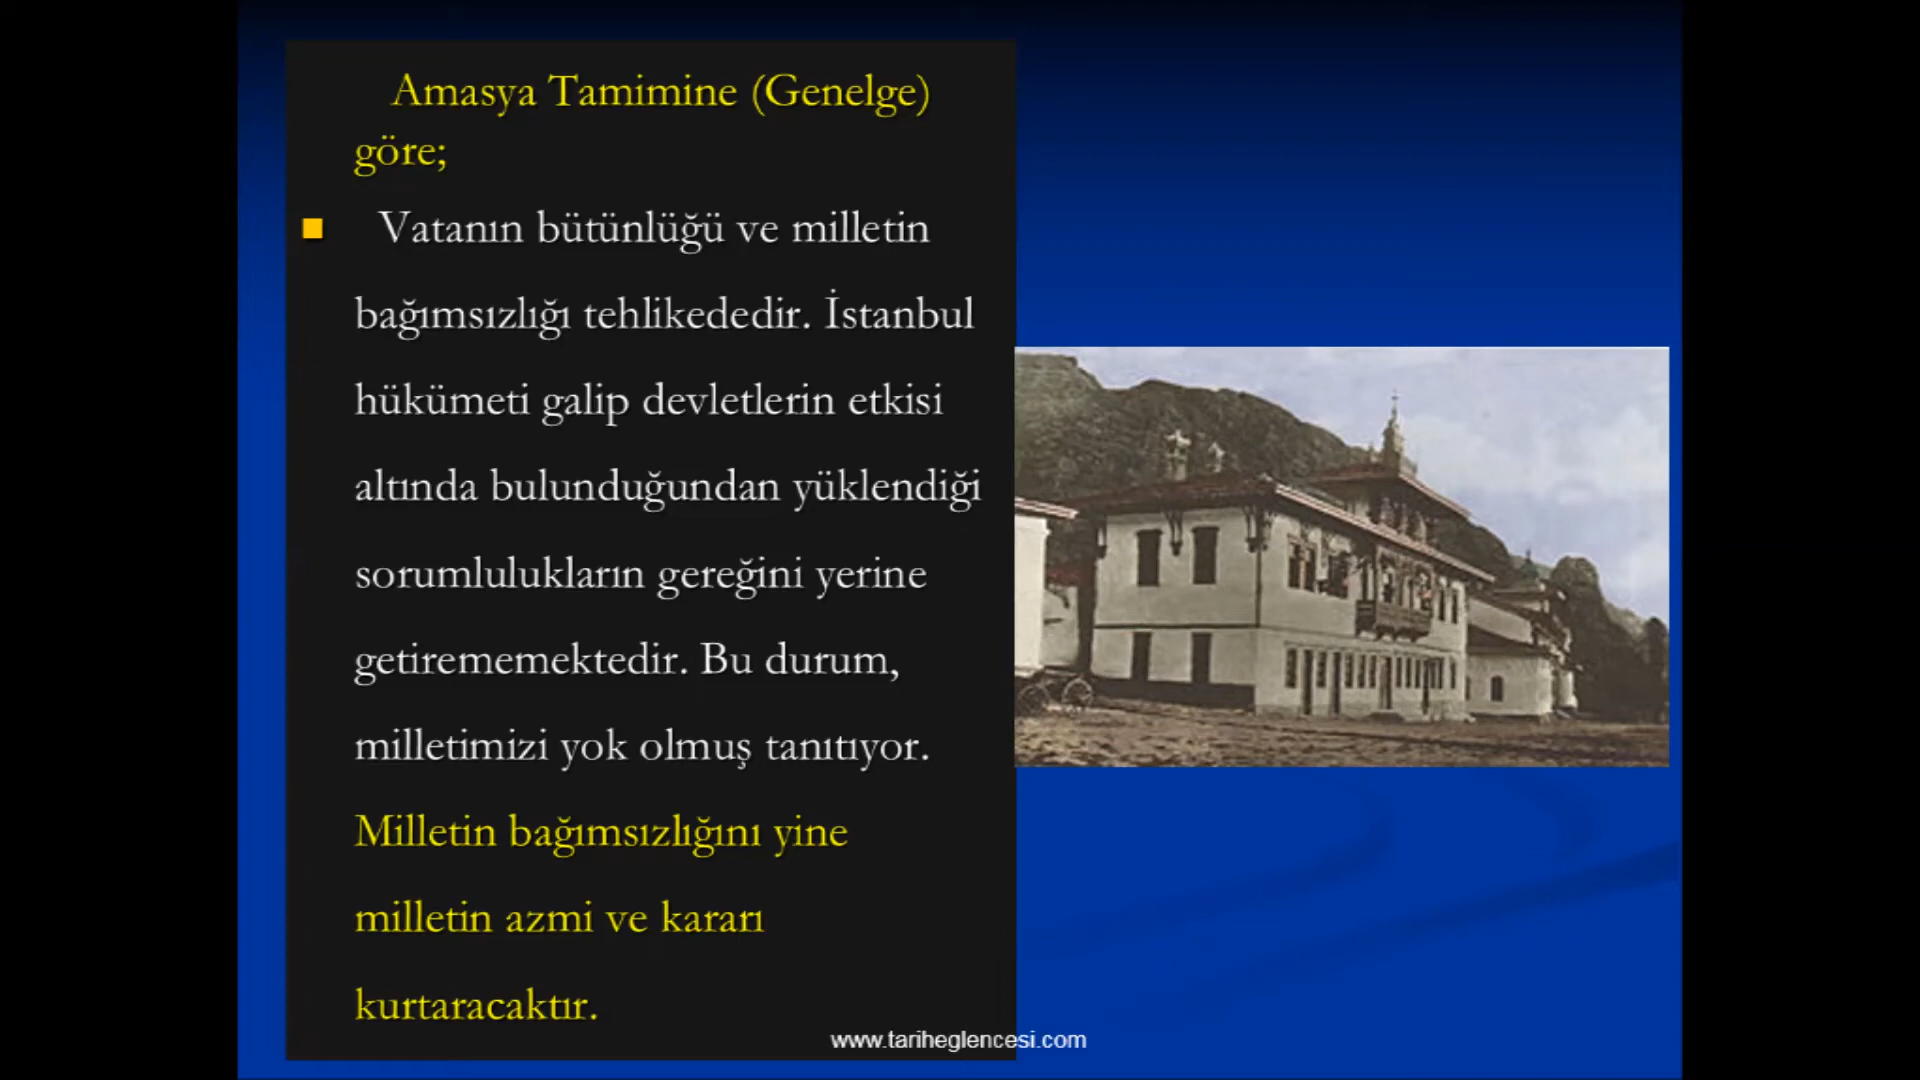 Amasya Tamimine (Genelge)
göre;
Vatanın bütünlüğü ve milletin
bağımsızlığı tehlikededir. İstanbul
hükümeti galip devletlerin etkisi
altında bulunduğundan yüklendiği
sorumlulukların gereğini yerine
getirememektedir. Bu durum,
milletimizi yok olmuş tanıtıyor.
Milletin bağımsızlığını yine
milletin azmi ve kararı
kurtaracaktır.
www.tariheglencesi.com